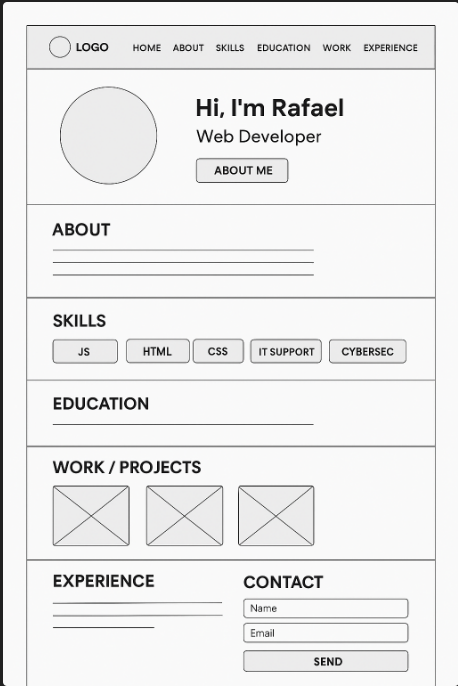 LOGO HOME ABOUT SKILLS EDUCATION WORK EXPERIENCE
Hi, I'm Rafael
Web Developer
ABOUT ME
ABOUT
SKILLS
JS HTML CSS IT SUPPORT CYBERSEC
EDUCATION
WORK / PROJECTS
EXPERIENCE
CONTACT
Name
Email
SEND